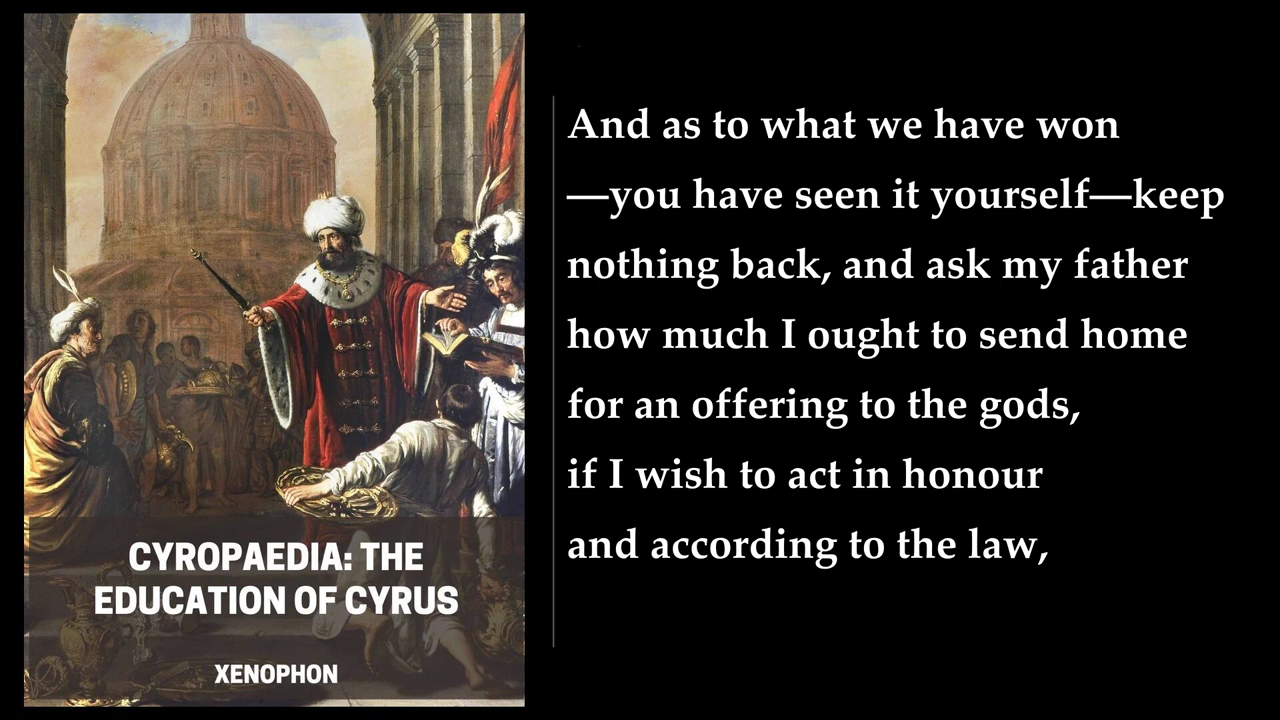 CYROPAEDIA: THE
EDUCATION OF CYRUS
XENOPHON
And as to what we have won
—you have seen it yourself—keep
nothing back, and ask my father
how much I ought to send home
for an offering to the gods,
if I wish to act in honour
and according to the law,